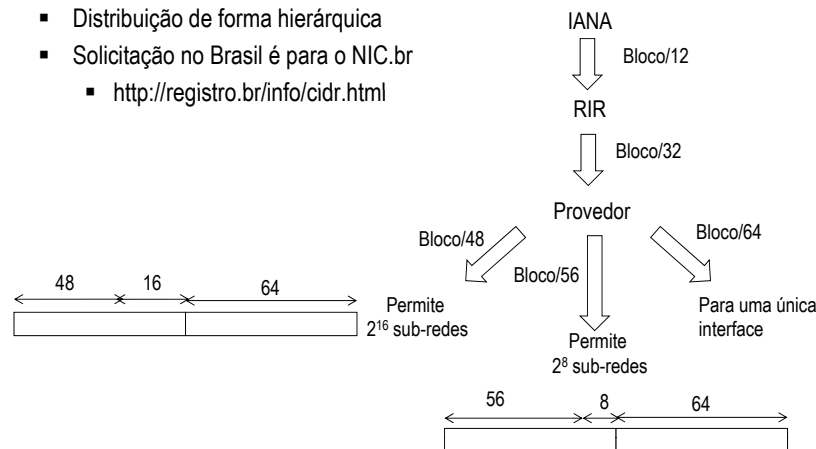 ▪ Distribuição de forma hierárquica
▪ Solicitação no Brasil é para o NIC.br
▪ http://registro.br/info/cidr.html
IANA
Bloco/12
RIR
Bloco/32
Provedor
Bloco/48
Bloco/56
Bloco/64
48 16 64
Permite
2¹⁶ sub-redes
Permite
2⁸ sub-redes
Para uma única
interface
56 8 64